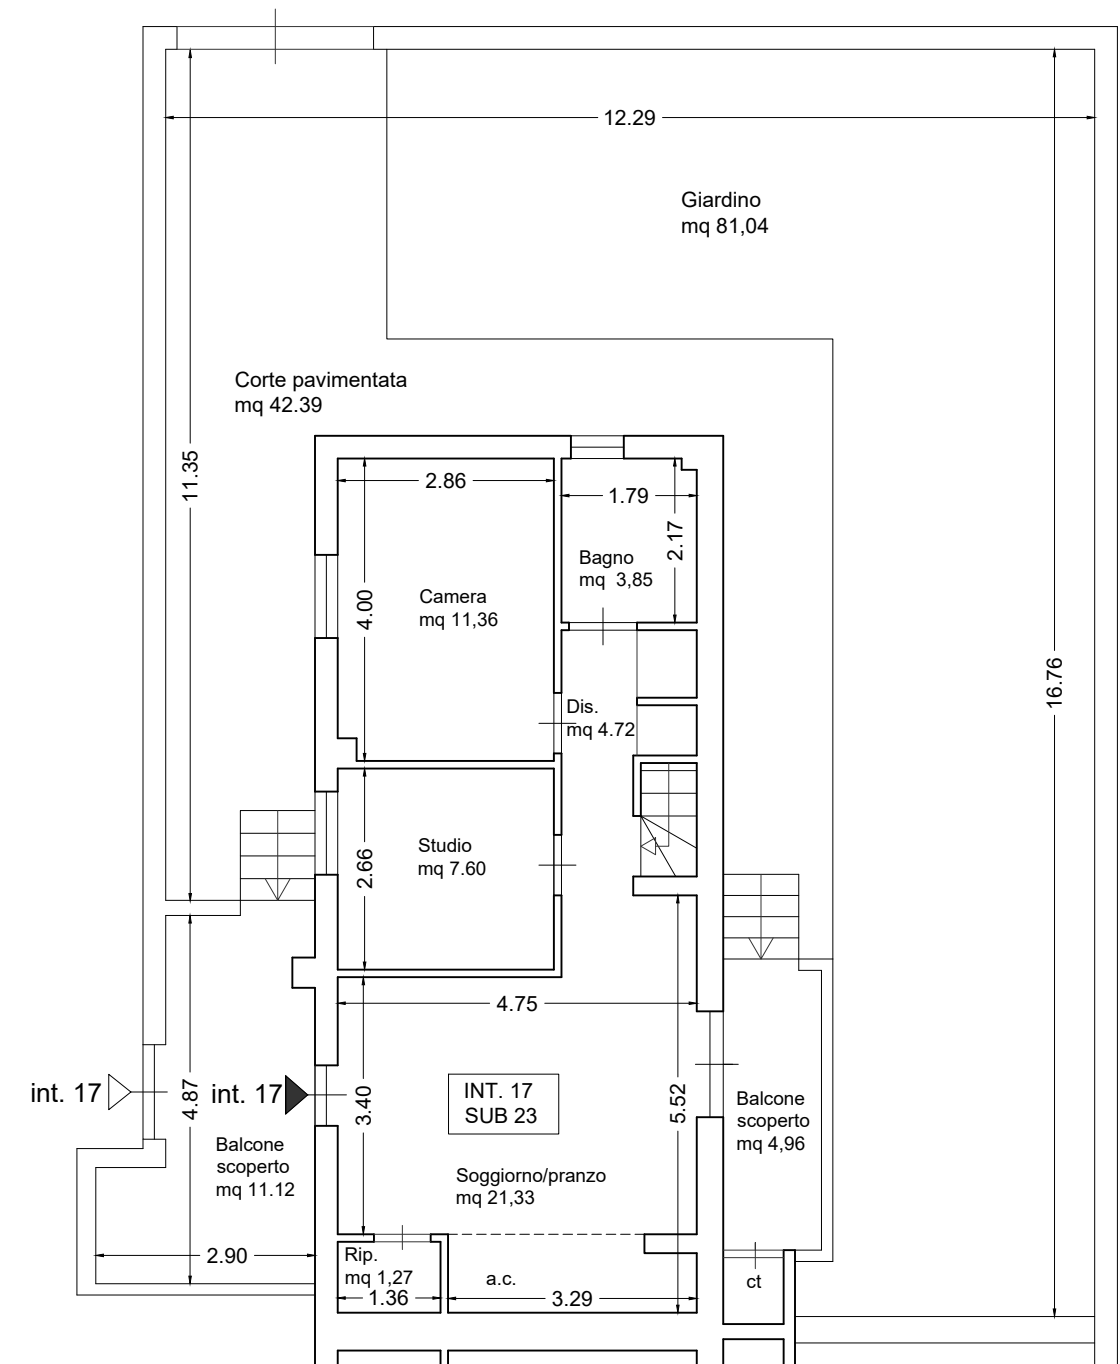 12.29
Giardino
mq 81,04
Corte pavimentata
mq 42.39
11.35
2.86
1.79
2.17
Bagno
mq 3,85
4.00
Camera
mq 11,36
16.76
Dis.
mq 4.72
Studio
mq 7.60
2.66
4.75
int. 17
4.87
int. 17
3.40
INT. 17
SUB 23
5.52
Balcone
scoperto
mq 4,96
Balcone
scoperto
mq 11.12
Soggiorno/pranzo
mq 21,33
2.90
Rip.
mq 1,27
1.36
a.c.
3.29
ct